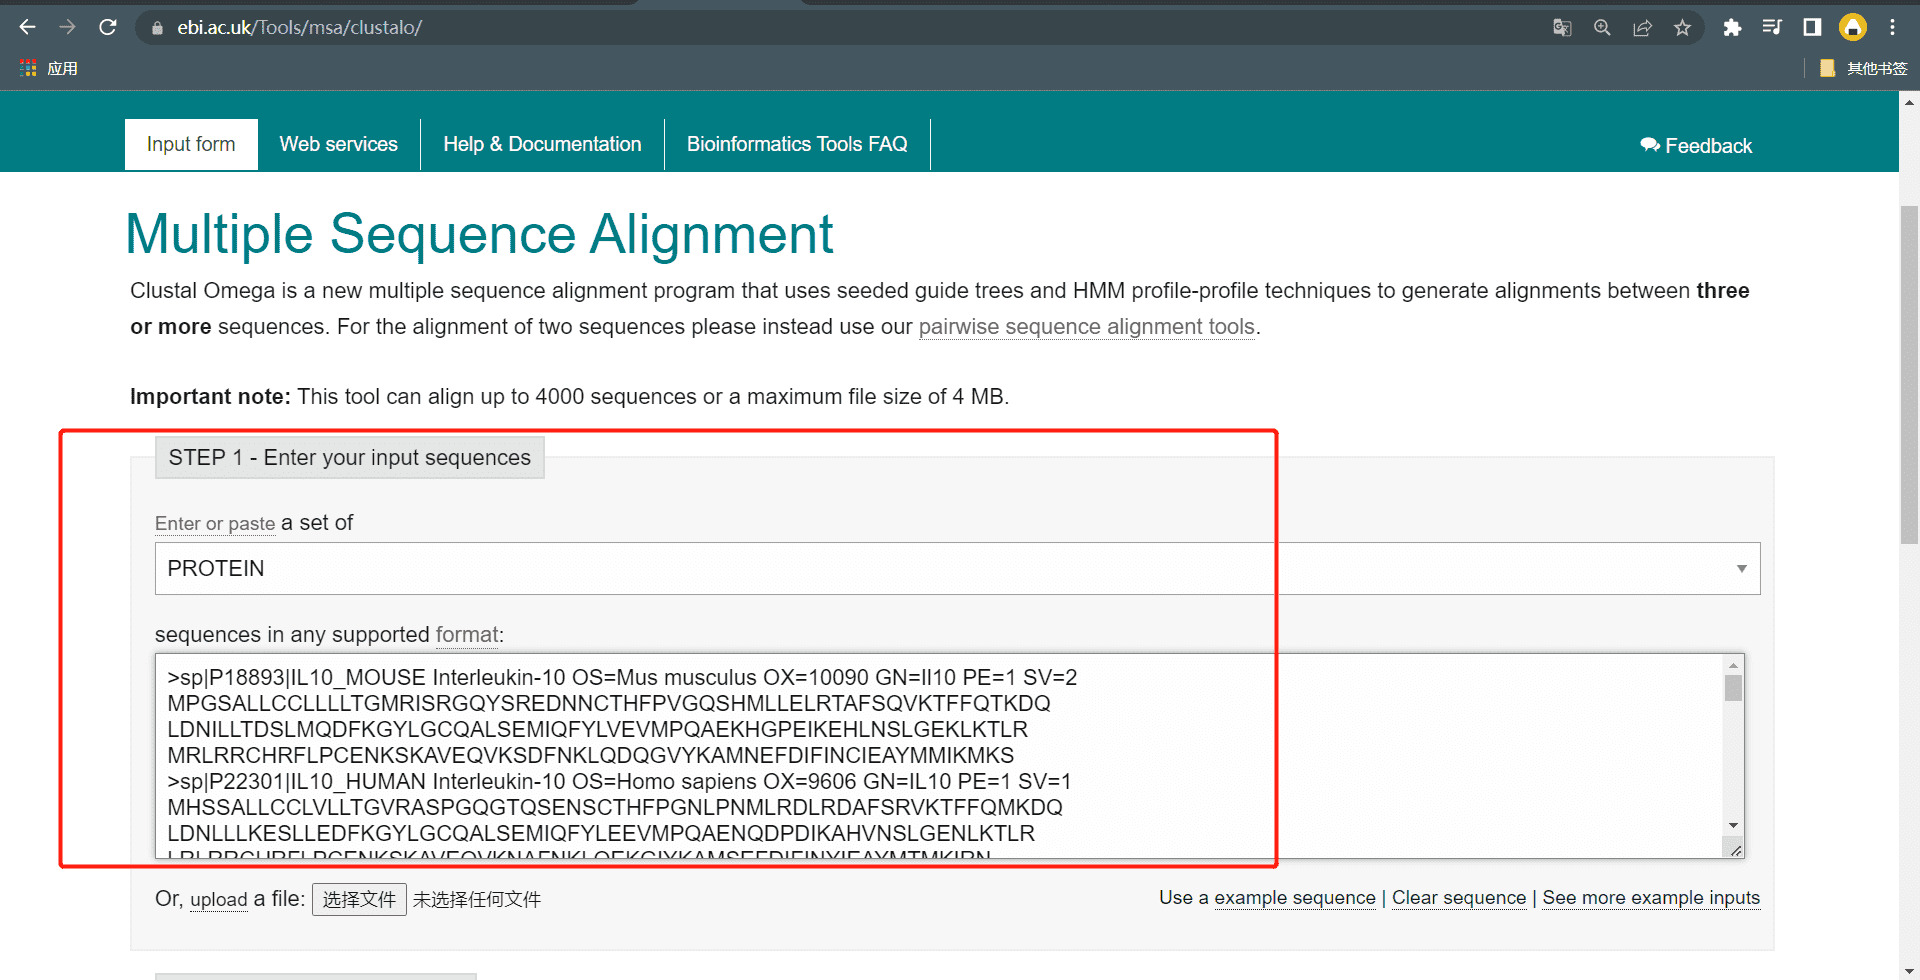 ebi.ac.uk/Tools/msa/clustalo/
应用
其他书签
Input form
Web services
Help & Documentation
Bioinformatics Tools FAQ
Feedback
Multiple Sequence Alignment
Clustal Omega is a new multiple sequence alignment program that uses seeded guide trees and HMM profile-profile techniques to generate alignments between three
or more sequences. For the alignment of two sequences please instead use our pairwise sequence alignment tools.
Important note: This tool can align up to 4000 sequences or a maximum file size of 4 MB.
STEP 1 - Enter your input sequences
Enter or paste a set of
PROTEIN
sequences in any supported format:
>sp|P18893|IL10_MOUSE Interleukin-10 OS=Mus musculus OX=10090 GN=Il10 PE=1 SV=2
MPGSALLCCLLLLTGMRISRGQYSREDNNCTHFPVGQSHMLLELRTAFSQVKTFFQTKDQ
LDNILLTDSLMQDFKGYLGCQALSEMIQFYLVEVMPQAEKHGPEIKEHLNSLGEKLKTLR
MRLRRCHRFLPCENKSKAVEQVKSDFNKLQDQGVYKAMNEFDIFINCIEAYMMIKMKS
>sp|P22301|IL10_HUMAN Interleukin-10 OS=Homo sapiens OX=9606 GN=IL10 PE=1 SV=1
MHSSALLCCLVLLTGVRASPGQGTQSENSCTHFPGNLPNMLRDLRDAFSRVKTFFQMKDQ
LDNLLLKESLLEDFKGYLGCQALSEMIQFYLEEVMPQAENQDPDIKAHVNSLGENLKTLR
LRLRRCHRFLPCENKSKAVEQVKNAFNKLQEKGIYKAMSEFDIFINYIEAYMTMKIRN
Or, upload a file: 选择文件 未选择任何文件
Use a example sequence | Clear sequence | See more example inputs